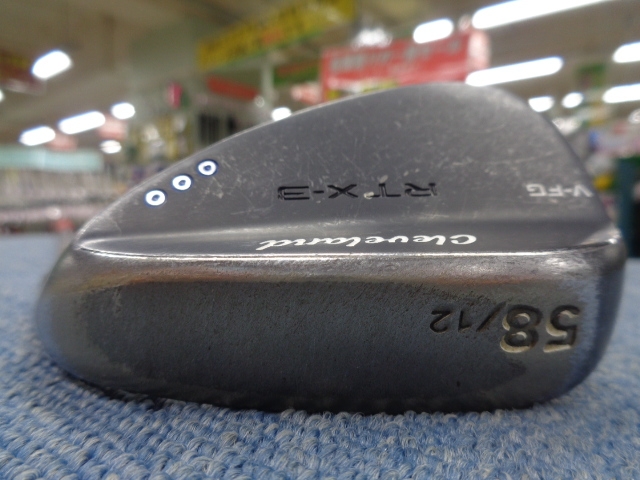 V-FG
RTX-3
Cleveland
58/12